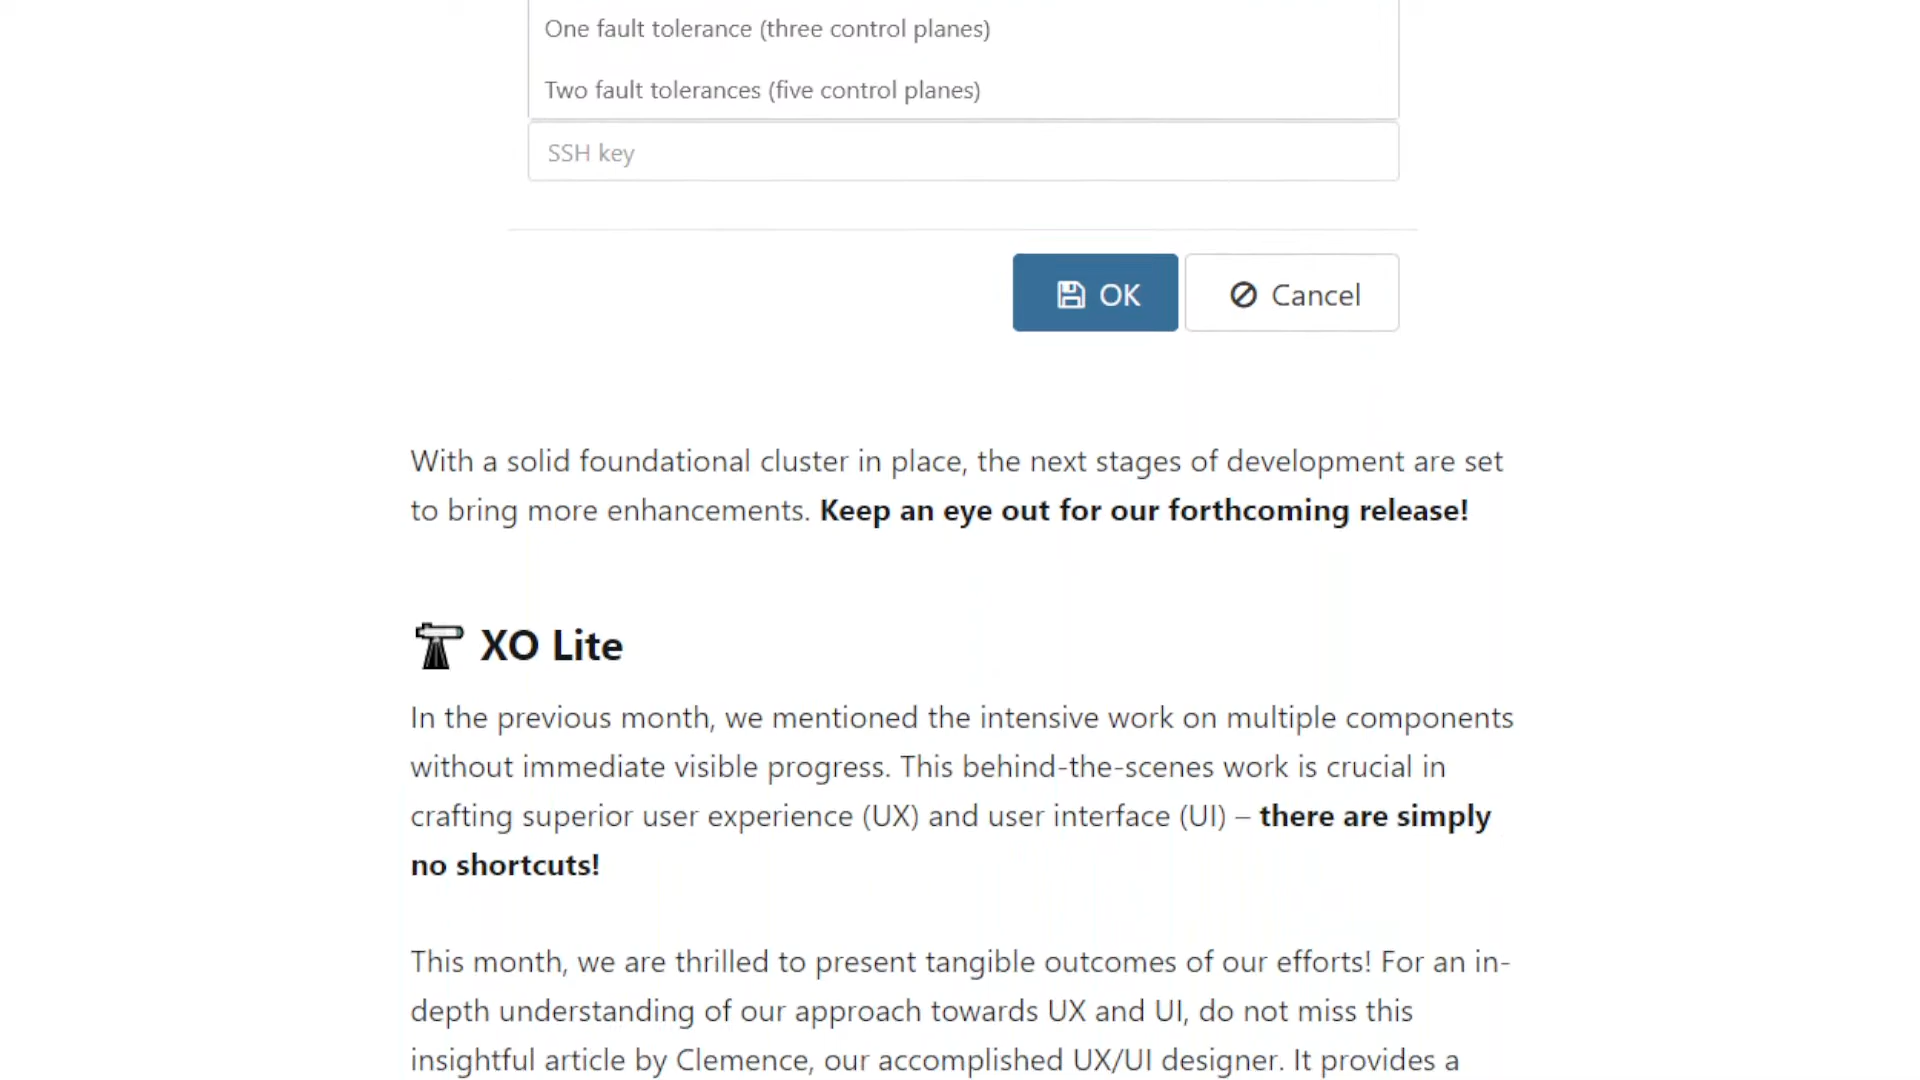 One fault tolerance (three control planes)
Two fault tolerances (five control planes)
SSH key
OK
Cancel
With a solid foundational cluster in place, the next stages of development are set
to bring more enhancements. Keep an eye out for our forthcoming release!
XO Lite
In the previous month, we mentioned the intensive work on multiple components
without immediate visible progress. This behind-the-scenes work is crucial in
crafting superior user experience (UX) and user interface (UI) – there are simply
no shortcuts!
This month, we are thrilled to present tangible outcomes of our efforts! For an in-
depth understanding of our approach towards UX and UI, do not miss this
insightful article by Clemence, our accomplished UX/UI designer. It provides a